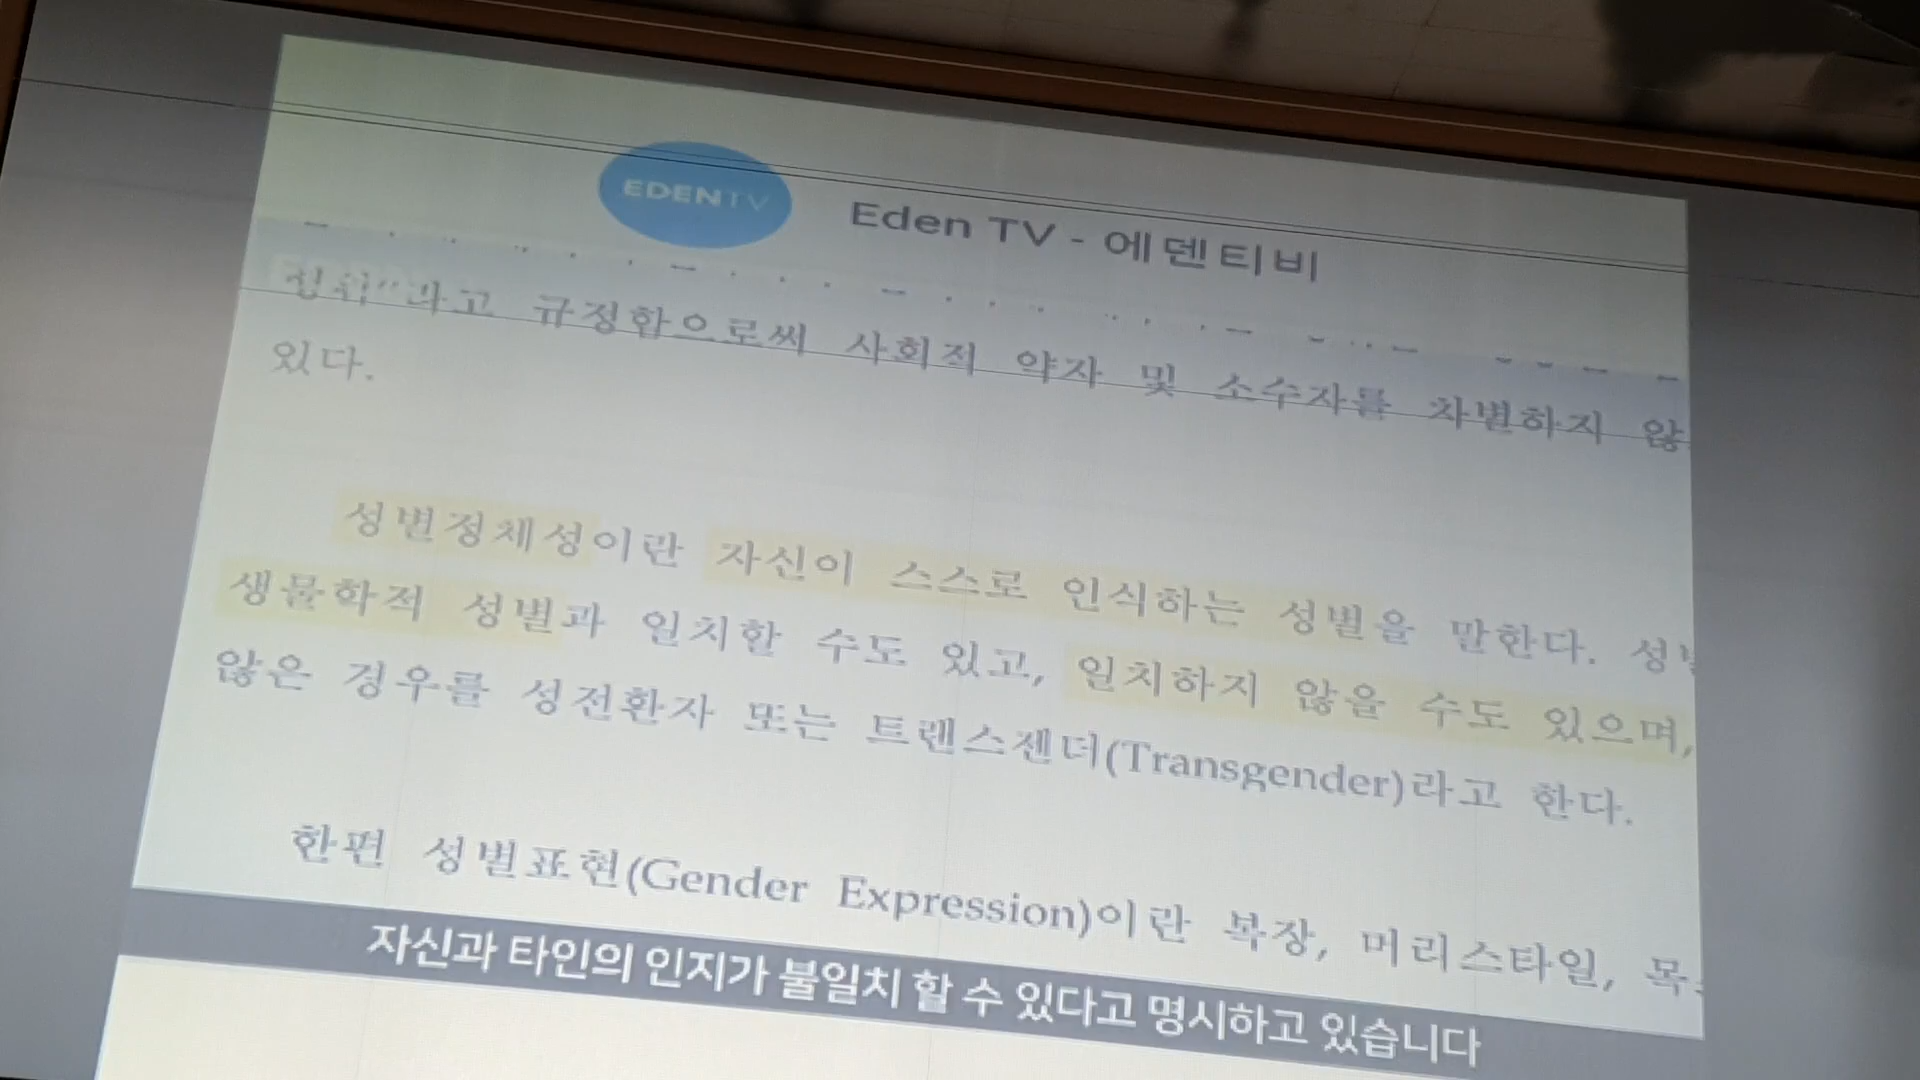 EDENTV
Eden TV - 에덴티비
라고 규정함으로써 사회적 약자 및 소수자를 차별하지 않
있다.
성별정체성이란 자신이 스스로 인식하는 성별을 말한다.
생물학적 성별과 일치할 수도 있고, 일치하지 않을 수도 있으며,
않은 경우를 성전환자 또는 트랜스젠더(Transgender)라고 한다.
한편 성별표현(Gender Expression)이란 복장, 머리스타일,
자신과 타인의 인지가 불일치 할 수 있다고 명시하고 있습니다